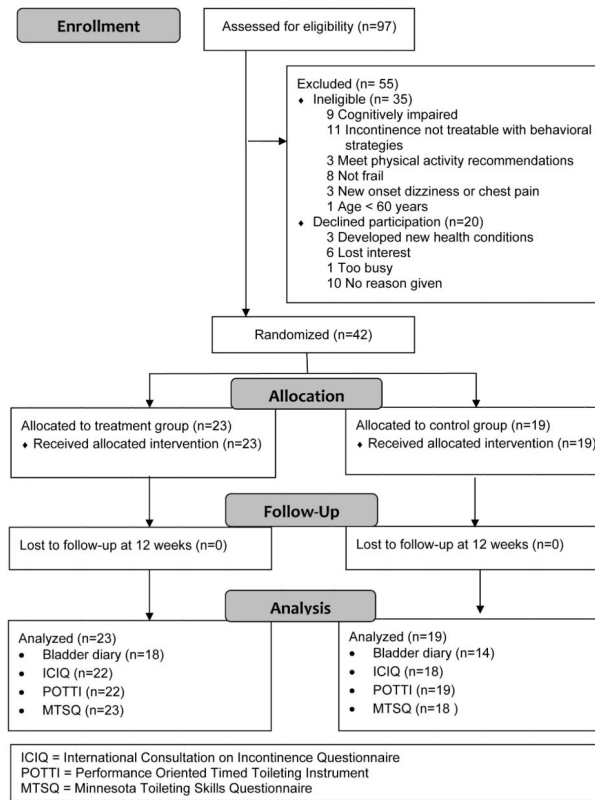 Enrollment
Assessed for eligibility (n=97)
Excluded (n= 55)
♦ Ineligible (n= 35)
9 Cognitively impaired
11 Incontinence not treatable with behavioral
strategies
3 Meet physical activity recommendations
8 Not frail
3 New onset dizziness or chest pain
1 Age < 60 years
♦ Declined participation (n=20)
3 Developed new health conditions
6 Lost interest
1 Too busy
10 No reason given
Randomized (n=42)
Allocation
Allocated to treatment group (n=23)
♦ Received allocated intervention (n=23)
Allocated to control group (n=19)
♦ Received allocated intervention (n=19)
Follow-Up
Lost to follow-up at 12 weeks (n=0)
Lost to follow-up at 12 weeks (n=0)
Analysis
Analyzed (n=23)
• Bladder diary (n=18)
• ICIQ (n=22)
• POTTI (n=22)
• MTSQ (n=23)
Analyzed (n=19)
• Bladder diary (n=14)
• ICIQ (n=18)
• POTTI (n=19)
• MTSQ (n=18 )
ICIQ = International Consultation on Incontinence Questionnaire
POTTI = Performance Oriented Timed Toileting Instrument
MTSQ = Minnesota Toileting Skills Questionnaire